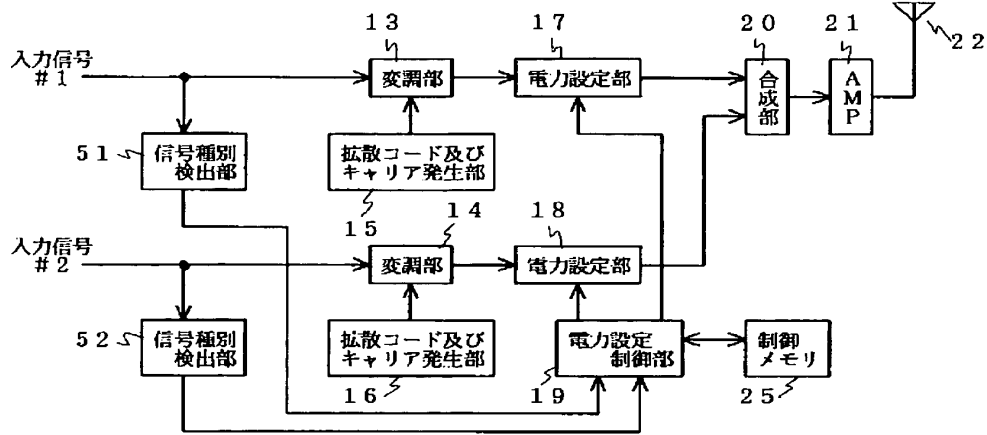 13
17
20
21
22
入力信号
#1
変調部
電力設定部
合成部
AMP
51
信号種別
検出部
拡散コード及び
キャリア発生部
15
14
18
入力信号
#2
変調部
電力設定部
52
信号種別
検出部
拡散コード及び
キャリア発生部
電力設定
制御部
制御
メモリ
16
19
25